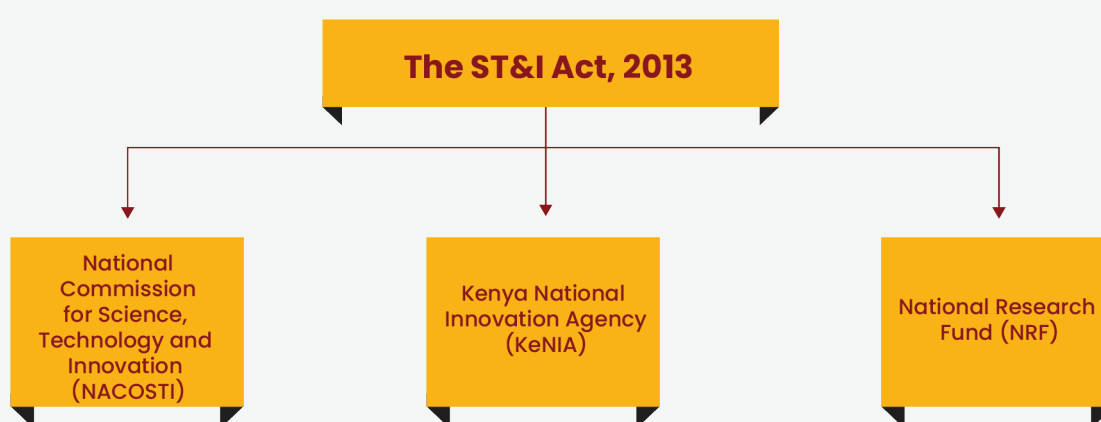 The ST&I Act, 2013
National
Commission
for Science,
Technology and
Innovation
(NACOSTI)
Kenya National
Innovation Agency
(KeNIA)
National Research
Fund (NRF)